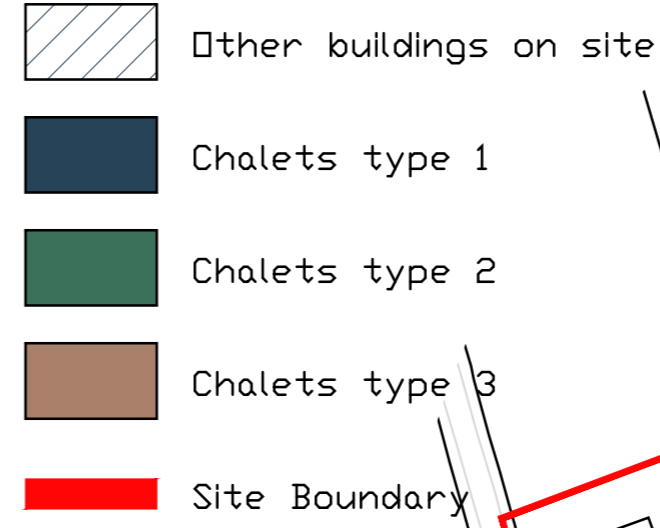 Other buildings on site
Chalets type 1
Chalets type 2
Chalets type 3
Site Boundary